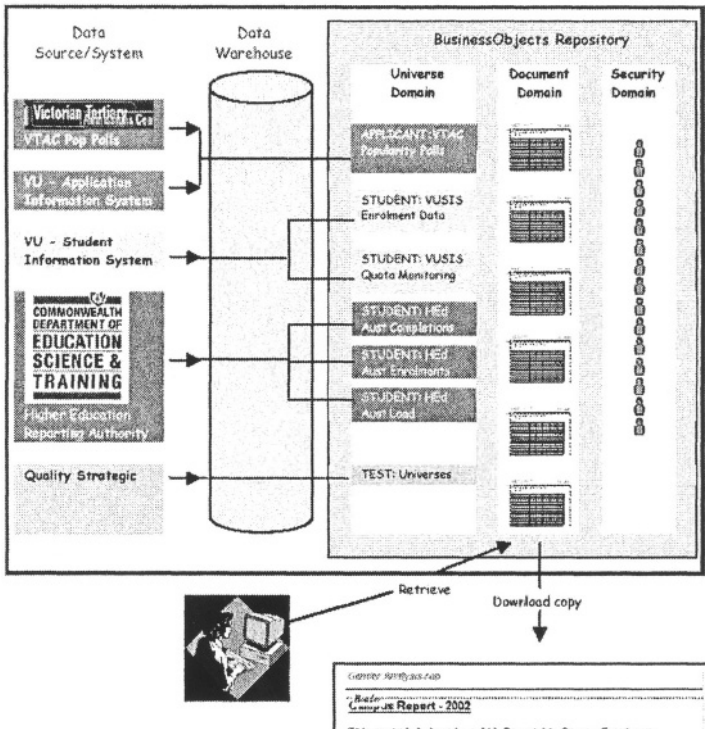 Data
Source/System
Data
Warehouse
BusinessObjects Repository
Universe
Domain
Document
Domain
Security
Domain
Victorian Tertiary
VTAC Pop Polls
VU - Application
Information System
VU - Student
Information System
COMMONWEALTH
DEPARTMENT OF
EDUCATION
SCIENCE &
TRAINING
Higher Education
Reporting Authority
Quality Strategic
APPLICANT: VTAC
Popularity Polls
STUDENT: VUSIS
Enrolment Data
STUDENT: VUSIS
Quota Monitoring
STUDENT: HEd
Aust Completions
STUDENT: HEd
Aust Enrolments
STUDENT: HEd
Aust Load
TEST: Universes
Retrieve
Download copy
Campus Report - 2002